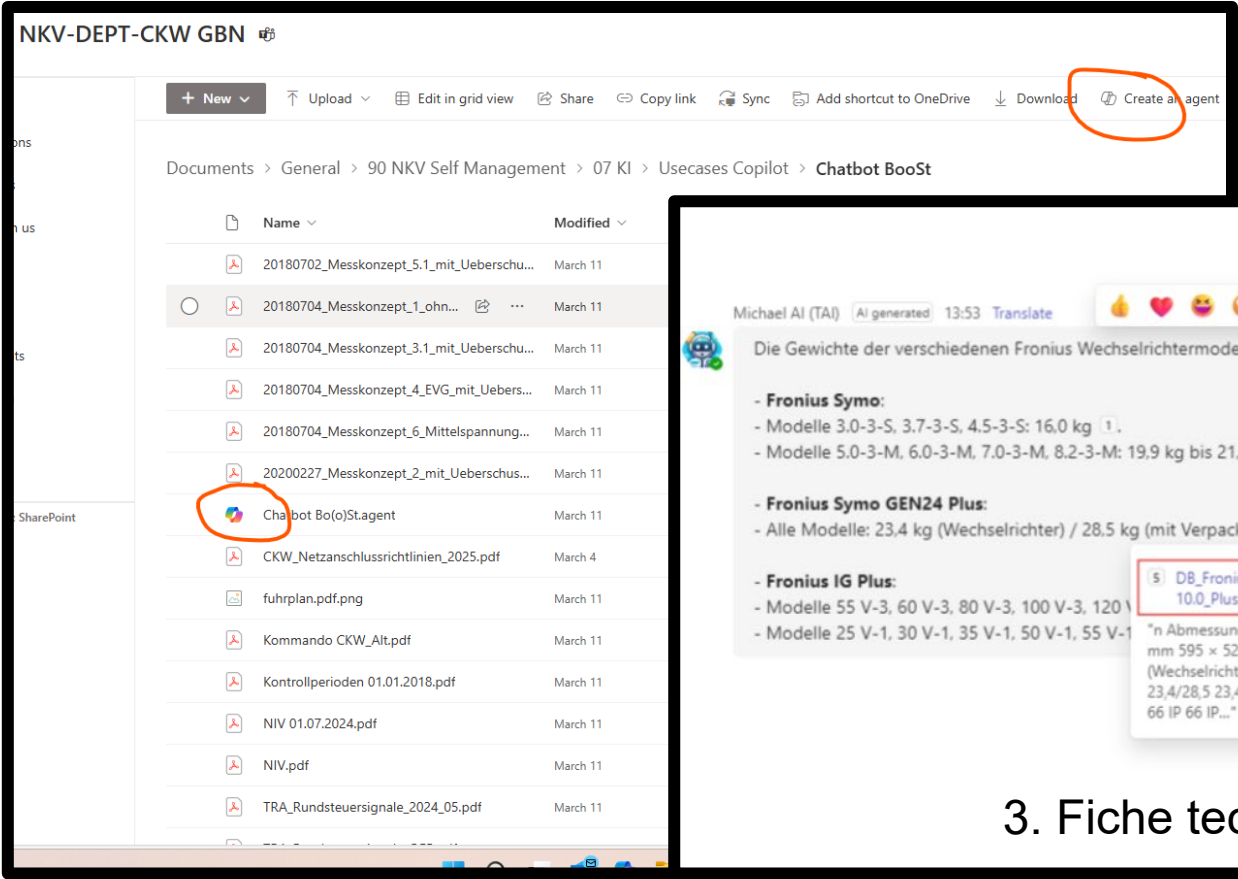 NKV-DEPT-CKW GBN
New
Upload
Edit in grid view
Share
Copy link
Sync
Add shortcut to OneDrive
Download
Create an agent
ons
us
ts
SharePoint
Documents > General > 90 NKV Self Management > 07 KI > Usecases Copilot > Chatbot BooSt
Name Modified
20180702_Messkonzept_5.1_mit_Ueberschu... March 11
20180704_Messkonzept_1_ohn... ... March 11
20180704_Messkonzept_3.1_mit_Ueberschu... March 11
20180704_Messkonzept_4_EVG_mit_Uebers... March 11
20180704_Messkonzept_6_Mittelspannung... March 11
20200227_Messkonzept_2_mit_Ueberschus... March 11
Chatbot Bo(o)St.agent March 11
CKW_Netzanschlussrichtlinien_2025.pdf March 4
fuhrplan.pdf.png March 11
Kommando CKW_Alt.pdf March 11
Kontrollperioden 01.01.2018.pdf March 11
NIV 01.07.2024.pdf March 11
NIV.pdf March 11
TRA_Rundsteuersignale_2024_05.pdf March 11
Michael AI (TAI) AI generated 13:53 Translate
Die Gewichte der verschiedenen Fronius Wechselrichtermode
- Fronius Symo:
- Modelle 3.0-3-S, 3.7-3-S, 4.5-3-S: 16,0 kg 1.
- Modelle 5.0-3-M, 6.0-3-M, 7.0-3-M, 8.2-3-M: 19,9 kg bis 21,
- Fronius Symo GEN24 Plus:
- Alle Modelle: 23,4 kg (Wechselrichter) / 28,5 kg (mit Verpack
- Fronius IG Plus:
- Modelle 55 V-3, 60 V-3, 80 V-3, 100 V-3, 120 V
- Modelle 25 V-1, 30 V-1, 35 V-1, 50 V-1, 55 V-1
5 DB_Froni
10.0_Plus
"n Abmessun
mm 595 × 52
(Wechselricht
23,4/28,5 23,4
66 IP 66 IP..."
3. Fiche tec